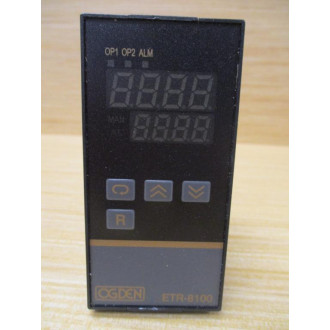 OP1 OP2 ALM
R
OGDEN ETR-8100